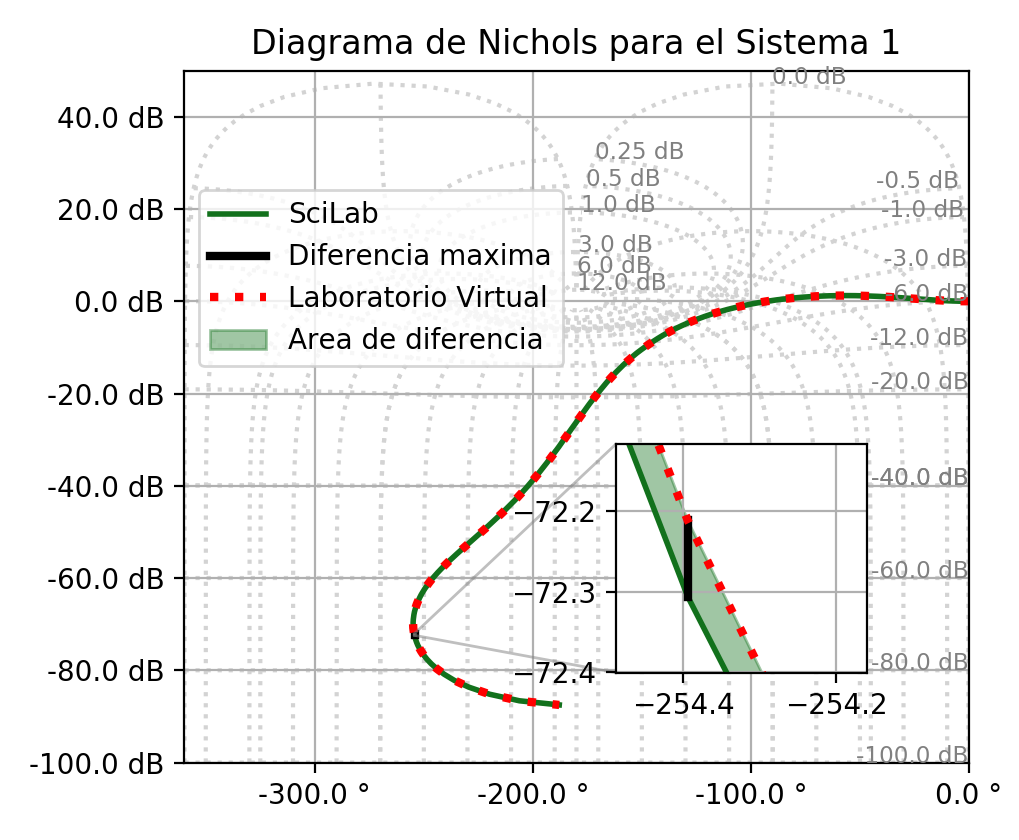 Diagrama de Nichols para el Sistema 1
0.0 dB
40.0 dB
0.25 dB
0.5 dB
-0.5 dB
20.0 dB
1.0 dB
-1.0 dB
SciLab
3.0 dB
Diferencia maxima
6.0 dB
-3.0 dB
12.0 dB
0.0 dB
Laboratorio Virtual
-6.0 dB
Area de diferencia
-12.0 dB
-20.0 dB
-20.0 dB
-40.0 dB
-40.0 dB
−72.2
-60.0 dB
−72.3
-60.0 dB
-80.0 dB
−72.4
-80.0 dB
−254.4
−254.2
-100.0 dB
-100.0 dB
-300.0 °
-200.0 °
-100.0 °
0.0 °